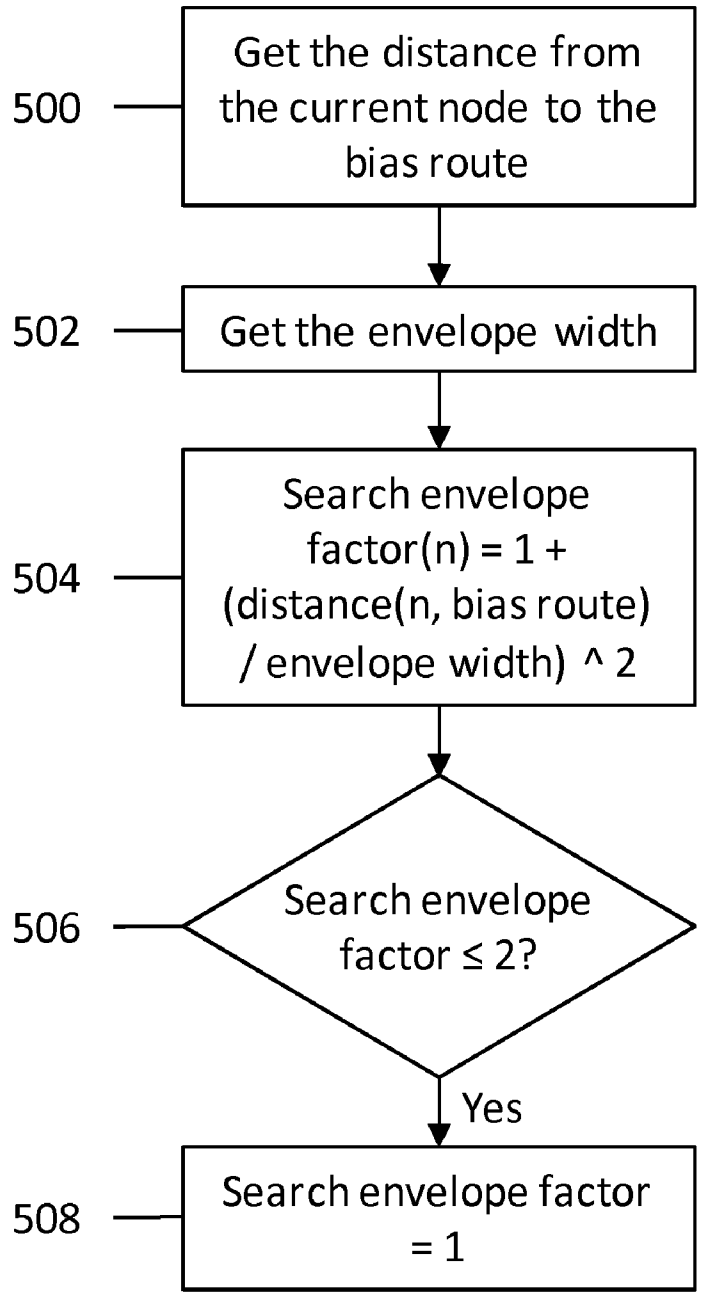 500
Get the distance from
the current node to the
bias route
502
Get the envelope width
504
Search envelope
factor(n) = 1 +
(distance(n, bias route)
/ envelope width) ^ 2
506
Search envelope
factor ≤ 2?
Yes
508
Search envelope factor
= 1